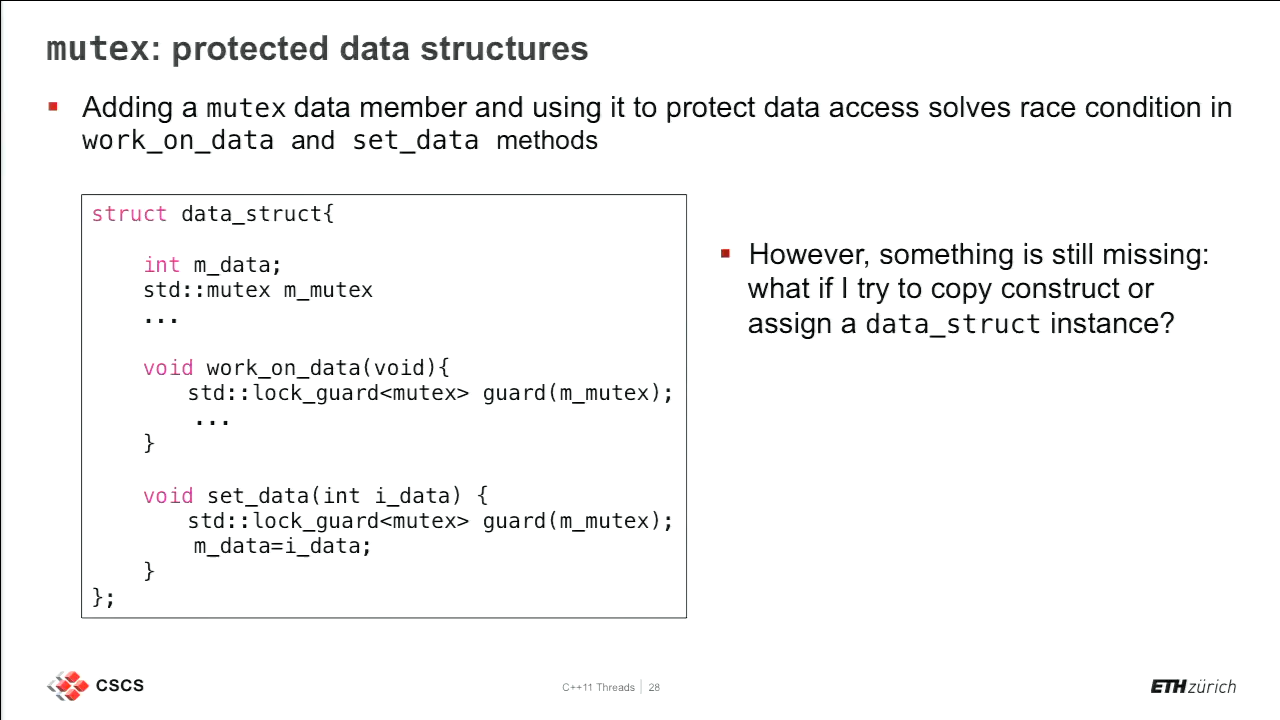 mutex: protected data structures
Adding a mutex data member and using it to protect data access solves race condition in
work_on_data and set_data methods
struct data_struct{
int m_data;
std::mutex m_mutex
...
void work_on_data(void){
std::lock_guard<mutex> guard(m_mutex);
...
}
void set_data(int i_data) {
std::lock_guard<mutex> guard(m_mutex);
m_data=i_data;
}
};
However, something is still missing:
what if I try to copy construct or
assign a data_struct instance?
CSCS
C++11 Threads | 28
ETH zürich